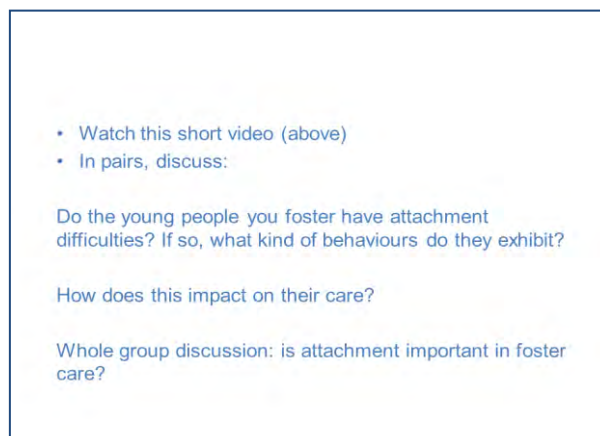 • Watch this short video (above)
• In pairs, discuss:
Do the young people you foster have attachment
difficulties? If so, what kind of behaviours do they exhibit?
How does this impact on their care?
Whole group discussion: is attachment important in foster
care?